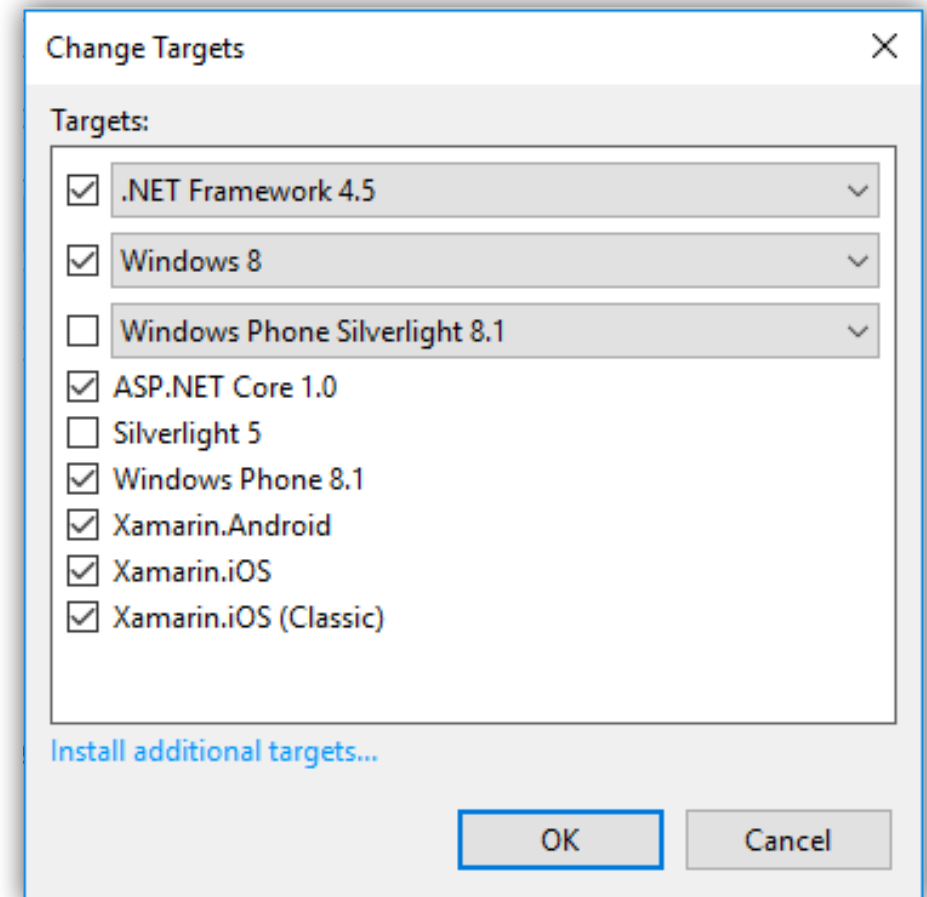 Change Targets
Targets:
.NET Framework 4.5
Windows 8
Windows Phone Silverlight 8.1
ASP.NET Core 1.0
Silverlight 5
Windows Phone 8.1
Xamarin.Android
Xamarin.iOS
Xamarin.iOS (Classic)
Install additional targets...
OK
Cancel